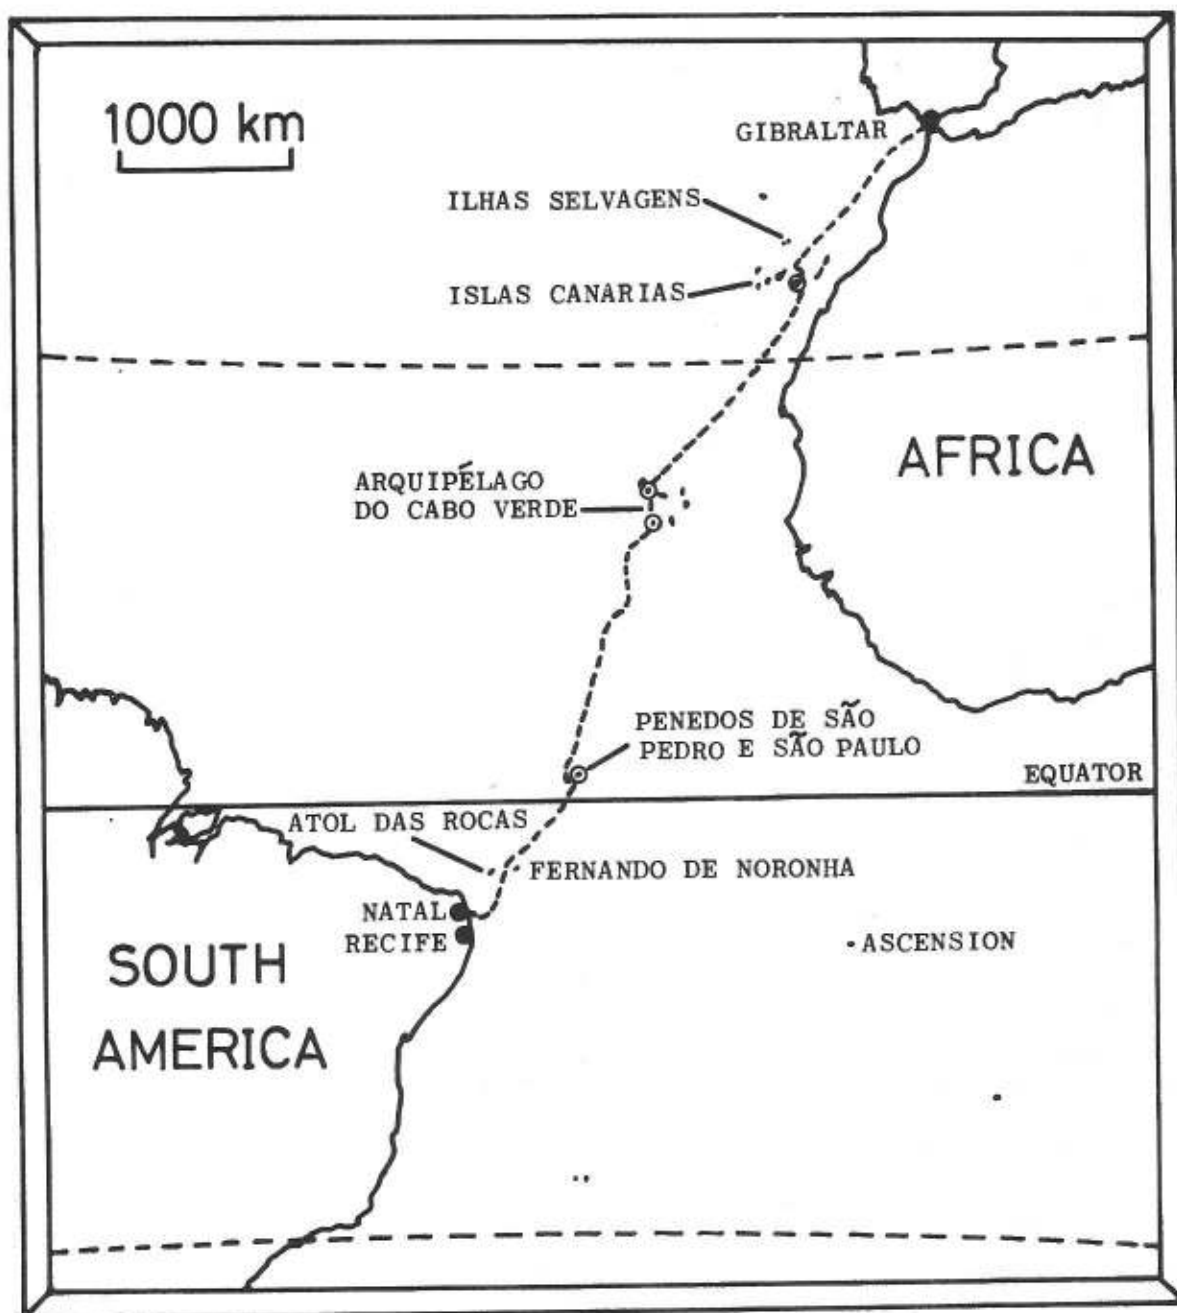 1000 km
GIBRALTAR
ILHAS SELVAGENS
ISLAS CANARIAS
AFRICA
ARQUIPÉLAGO
DO CABO VERDE
PENEDOS DE SÃO
PEDRO E SÃO PAULO
EQUATOR
ATOL DAS ROCAS
FERNANDO DE NORONHA
NATAL
RECIFE
ASCENSION
SOUTH
AMERICA